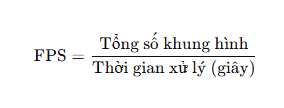 FPS = Tổng số khung hình
Thời gian xử lý (giây)